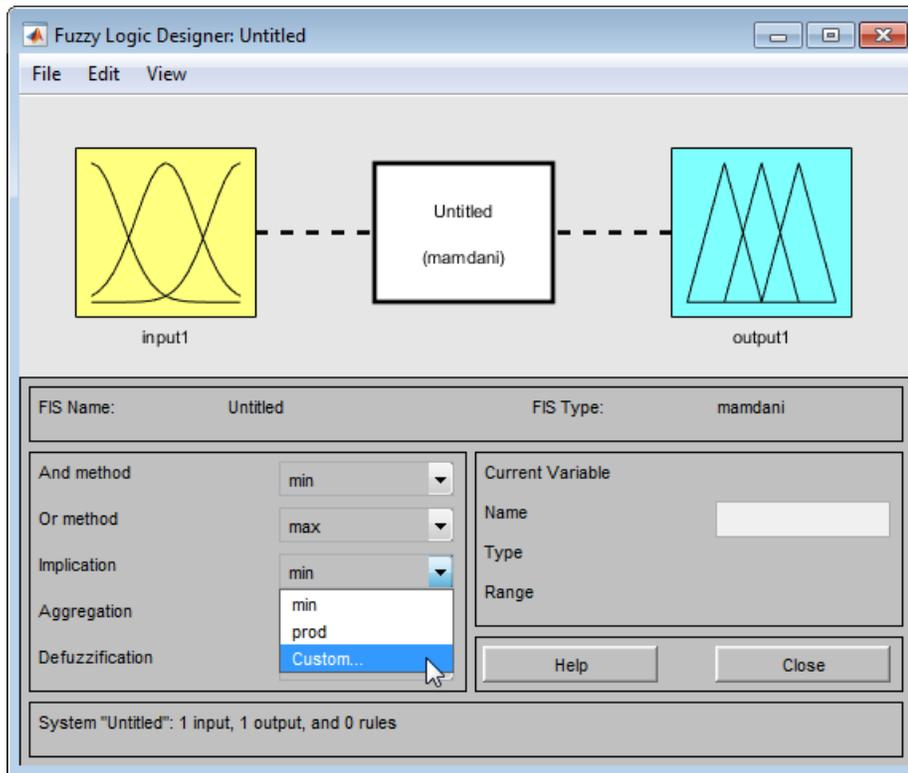 Fuzzy Logic Designer: Untitled
File Edit View
Untitled
(mamdani)
input1
output1
FIS Name: Untitled FIS Type: mamdani
And method min
Or method max
Implication min
min
prod
Custom...
Aggregation
Defuzzification
Current Variable
Name
Type
Range
Help Close
System "Untitled": 1 input, 1 output, and 0 rules